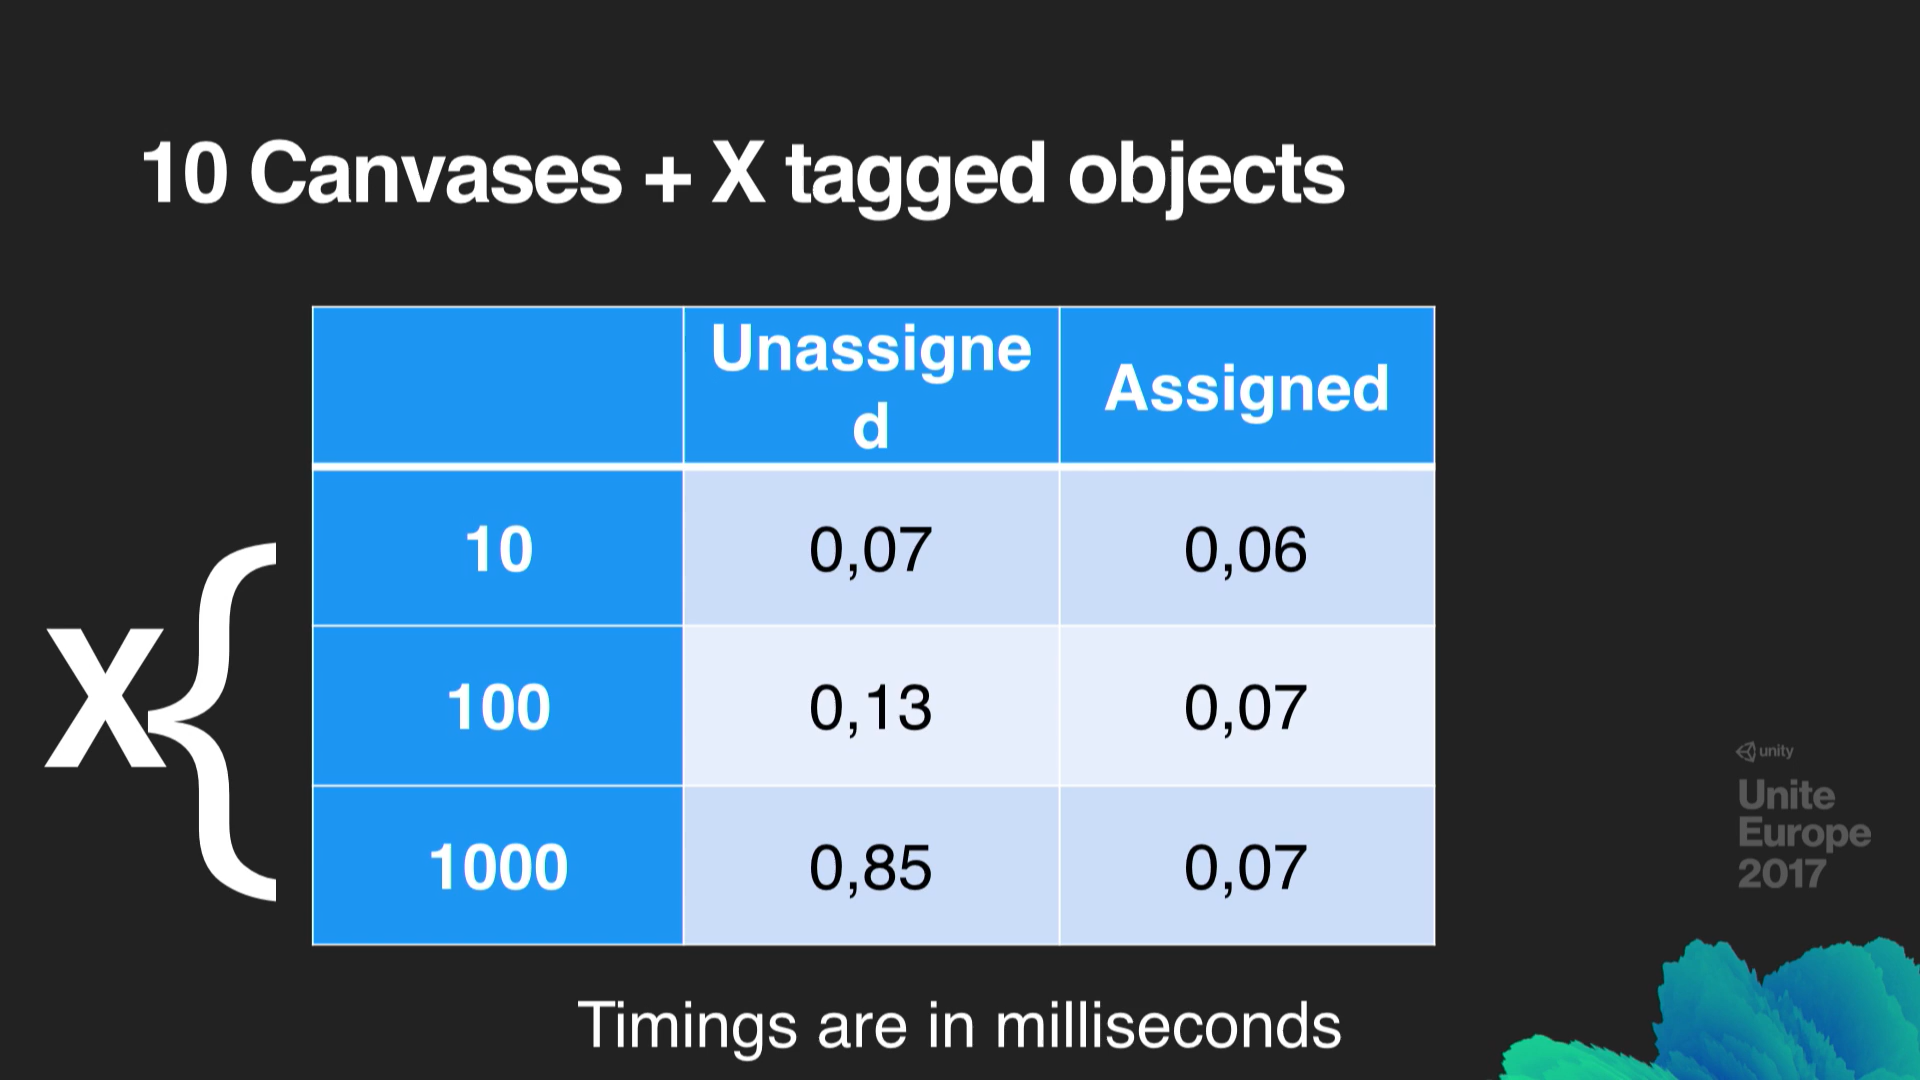 10 Canvases + X tagged objects
Unassigne
d
Assigned
10 0,07 0,06
X{
100 0,13 0,07
1000 0,85 0,07
unity
Unite
Europe
2017
Timings are in milliseconds